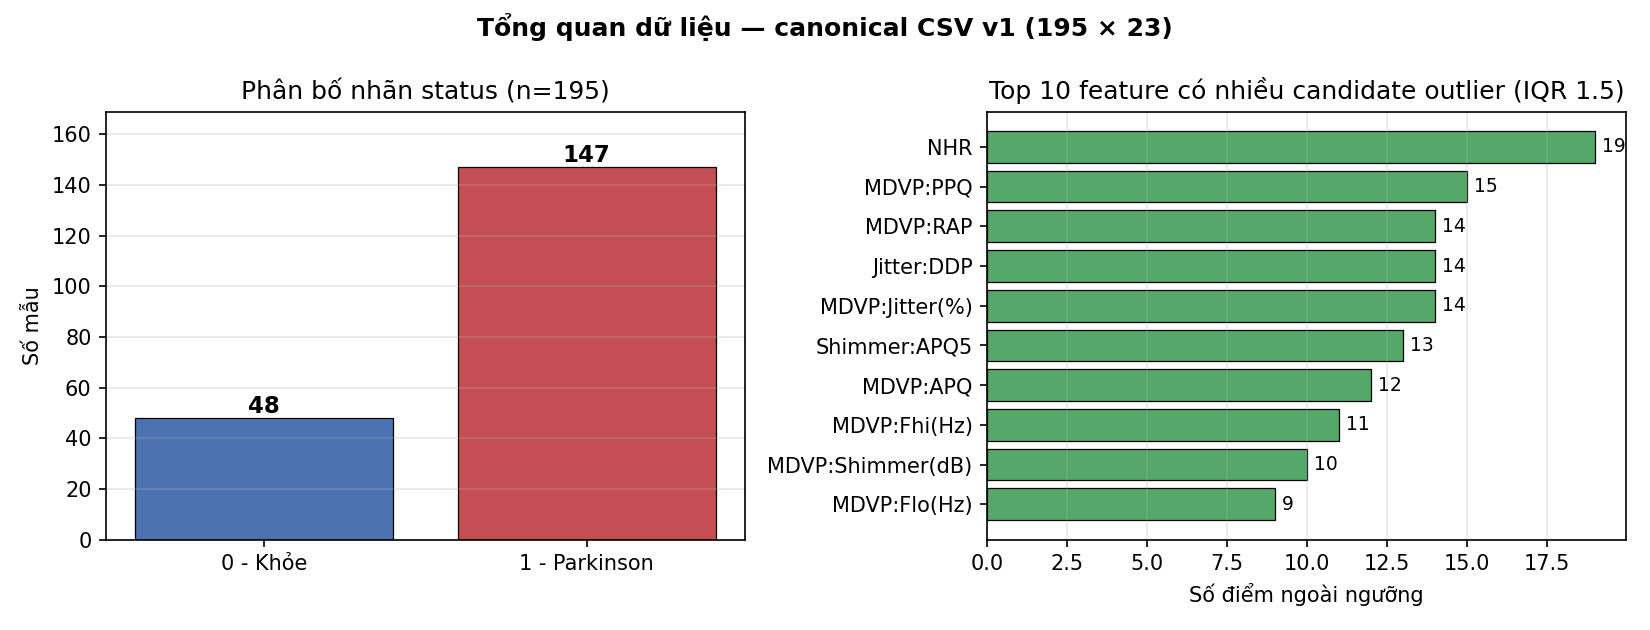 Tổng quan dữ liệu — canonical CSV v1 (195 × 23)
Phân bố nhãn status (n=195)
Số mẫu
160
140
120
100
80
60
40
20
0
48
147
0 - Khỏe
1 - Parkinson
Top 10 feature có nhiều candidate outlier (IQR 1.5)
NHR 19
MDVP:PPQ 15
MDVP:RAP 14
Jitter:DDP 14
MDVP:Jitter(%) 14
Shimmer:APQ5 13
MDVP:APQ 12
MDVP:Fhi(Hz) 11
MDVP:Shimmer(dB) 10
MDVP:Flo(Hz) 9
0.0 2.5 5.0 7.5 10.0 12.5 15.0 17.5
Số điểm ngoài ngưỡng